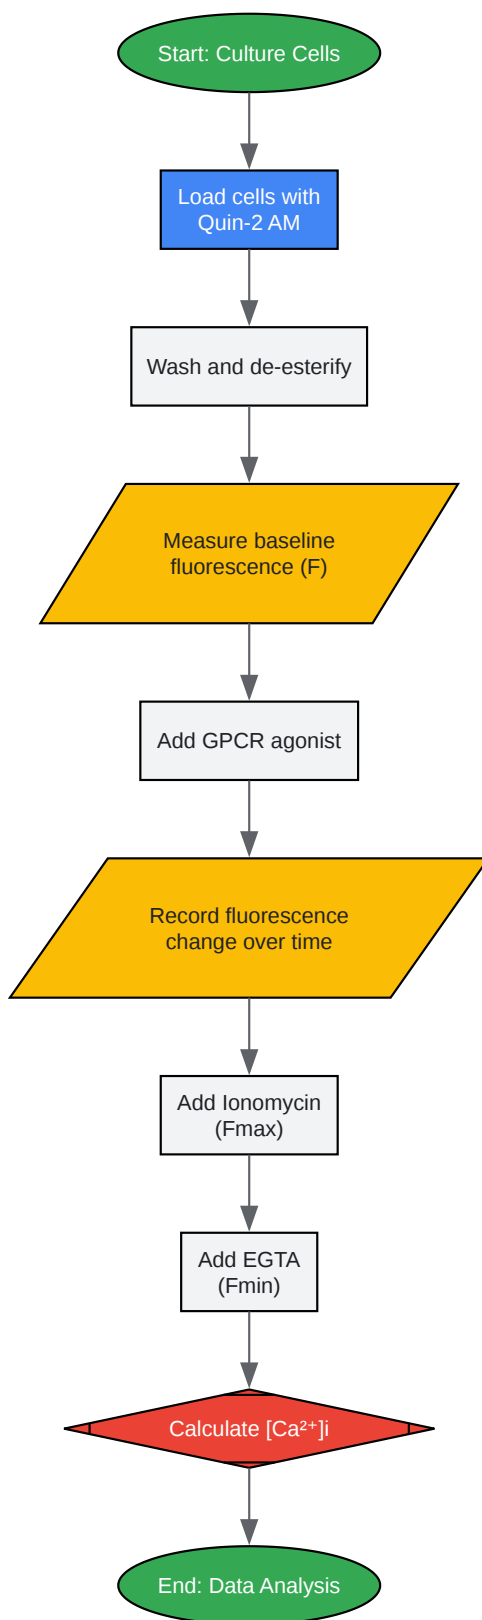 Start: Culture Cells
Load cells with
Quin-2 AM
Wash and de-esterify
Measure baseline
fluorescence (F)
Add GPCR agonist
Record fluorescence
change over time
Add Ionomycin
(Fmax)
Add EGTA
(Fmin)
Calculate [Ca²⁺]i
End: Data Analysis